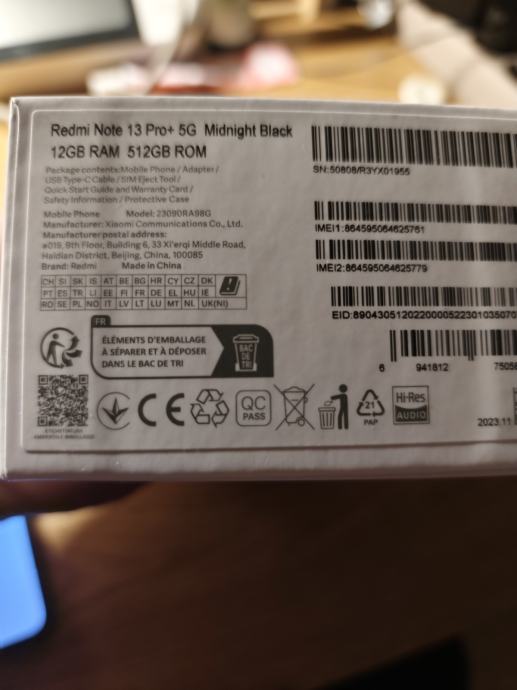 Redmi Note 13 Pro+ 5G Midnight Black
12GB RAM 512GB ROM
Package contents:Mobile Phone / Adapter /
USB Type-C Cable / SIM Eject Tool /
Quick Start Guide and Warranty Card /
Safety Information / Protective Case
Mobile Phone Model: 23090RA98G
Manufacturer: Xiaomi Communications Co., Ltd.
Manufacturer postal address:
#019, 9th Floor, Building 6, 33 Xi'erqi Middle Road,
Haidian District, Beijing, China, 100085
Brand: Redmi Made in China
CH SI SK IS AT BE BG HR CY CZ DK
PT ES TR LI EE FI FR DE EL HU IE
RO SE PL NO IT LV LT LU MT NL UK(NI)
SN:50808/R3YX01955
IMEI1:864595064625761
IMEI2:864595064625779
EID:8904305120220000522301035070
6 941812 7505
FR
ÉLÉMENTS D'EMBALLAGE
À SÉPARER ET À DÉPOSER
DANS LE BAC DE TRI
BAC
DE
TRI
CE
QC
PASS
21
PAP
Hi-Res
AUDIO
2023.11